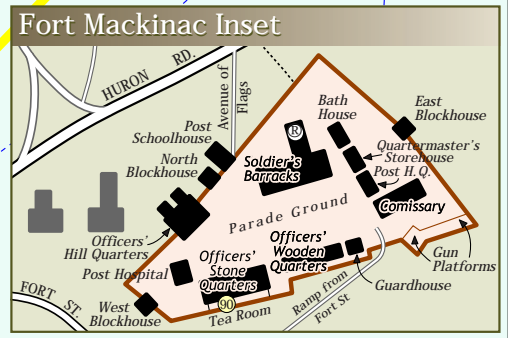 Fort Mackinac Inset
HURON RD.
Avenue of
Flags
Bath
House
East
Blockhouse
Post
Schoolhouse
®
Quartermaster's
Storehouse
North
Blockhouse
Soldier's
Barracks
Post H.Q.
Comissary
Parade Ground
Officers'
Hill Quarters
Officers'
Wooden
Quarters
Gun
Platforms
Post Hospital
Officers'
Stone
Quarters
Guardhouse
FORT ST.
West
Blockhouse
90
Tea Room
Ramp from
Fort St